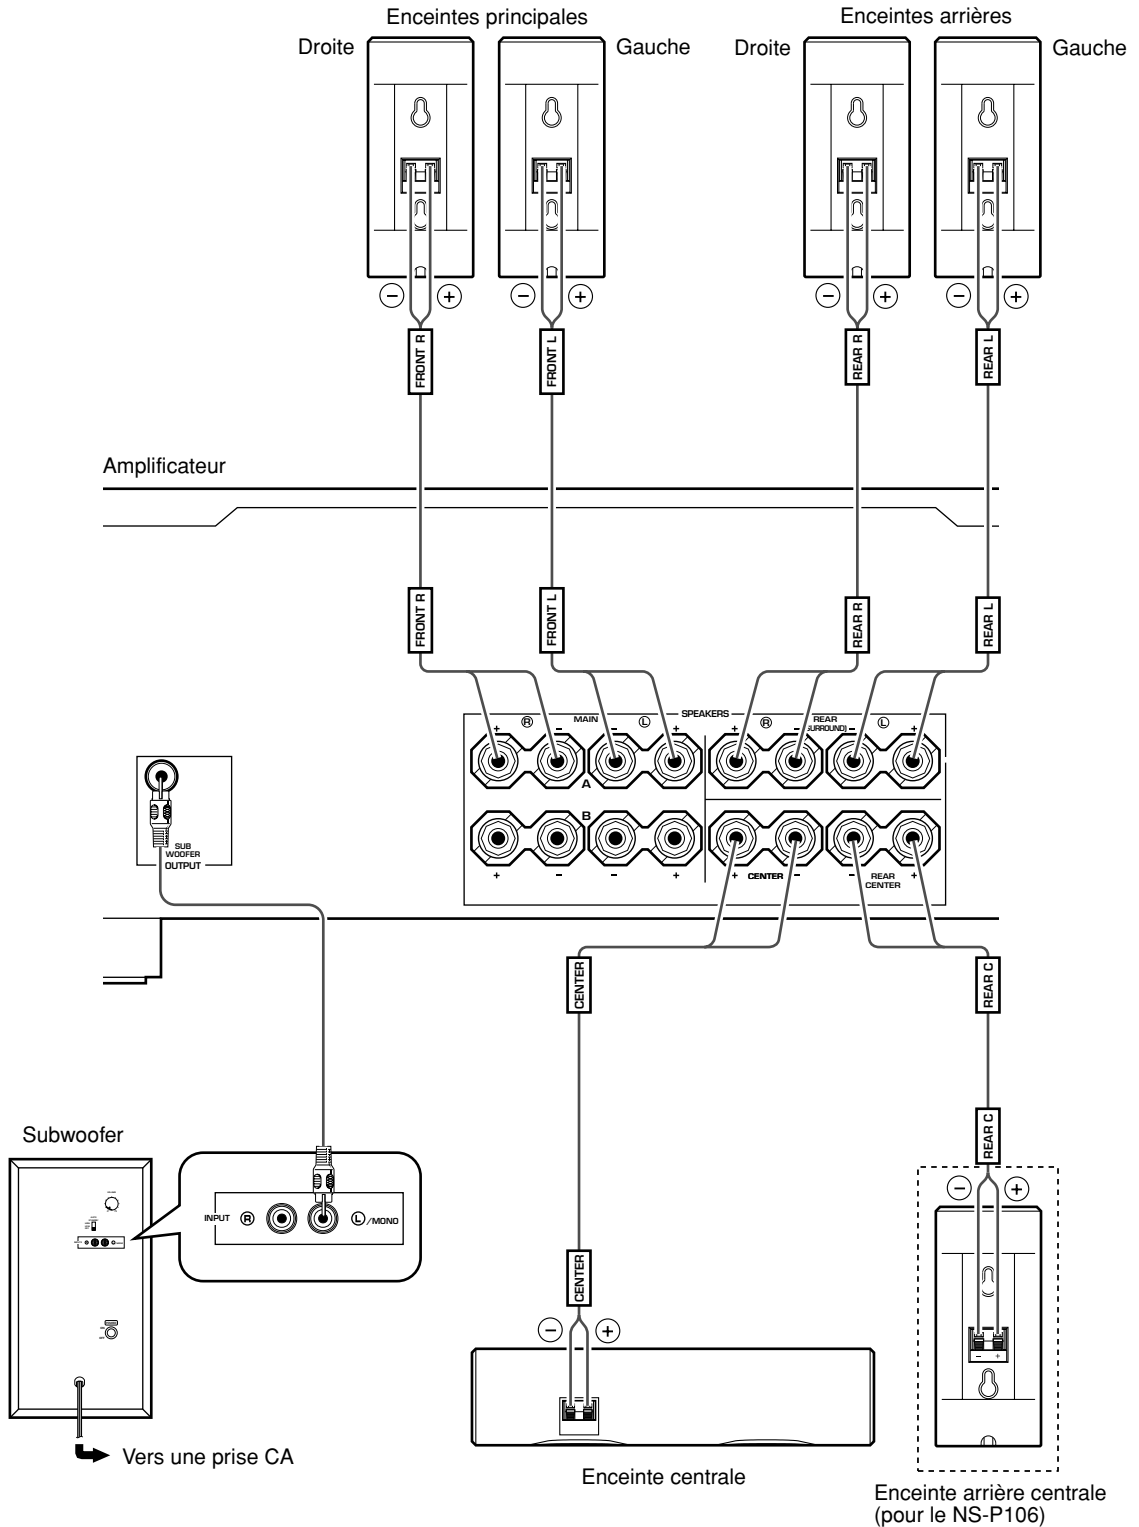 Enceintes principales
Enceintes arrières
Droite
Gauche
Droite
Gauche
− + − + − + − +
FRONT R
FRONT L
REAR R
REAR L
Amplificateur
FRONT R
FRONT L
REAR R
REAR L
SPEAKERS
+ R − MAIN − L +
+ R − REAR (SURROUND) − L +
A
B
+ − − +
+ CENTER − − REAR CENTER +
SUB
WOOFER
OUTPUT
CENTER
REAR C
REAR C
Subwoofer
INPUT R L /MONO
CENTER
− +
− +
− +
Vers une prise CA
Enceinte centrale
Enceinte arrière centrale
(pour le NS-P106)